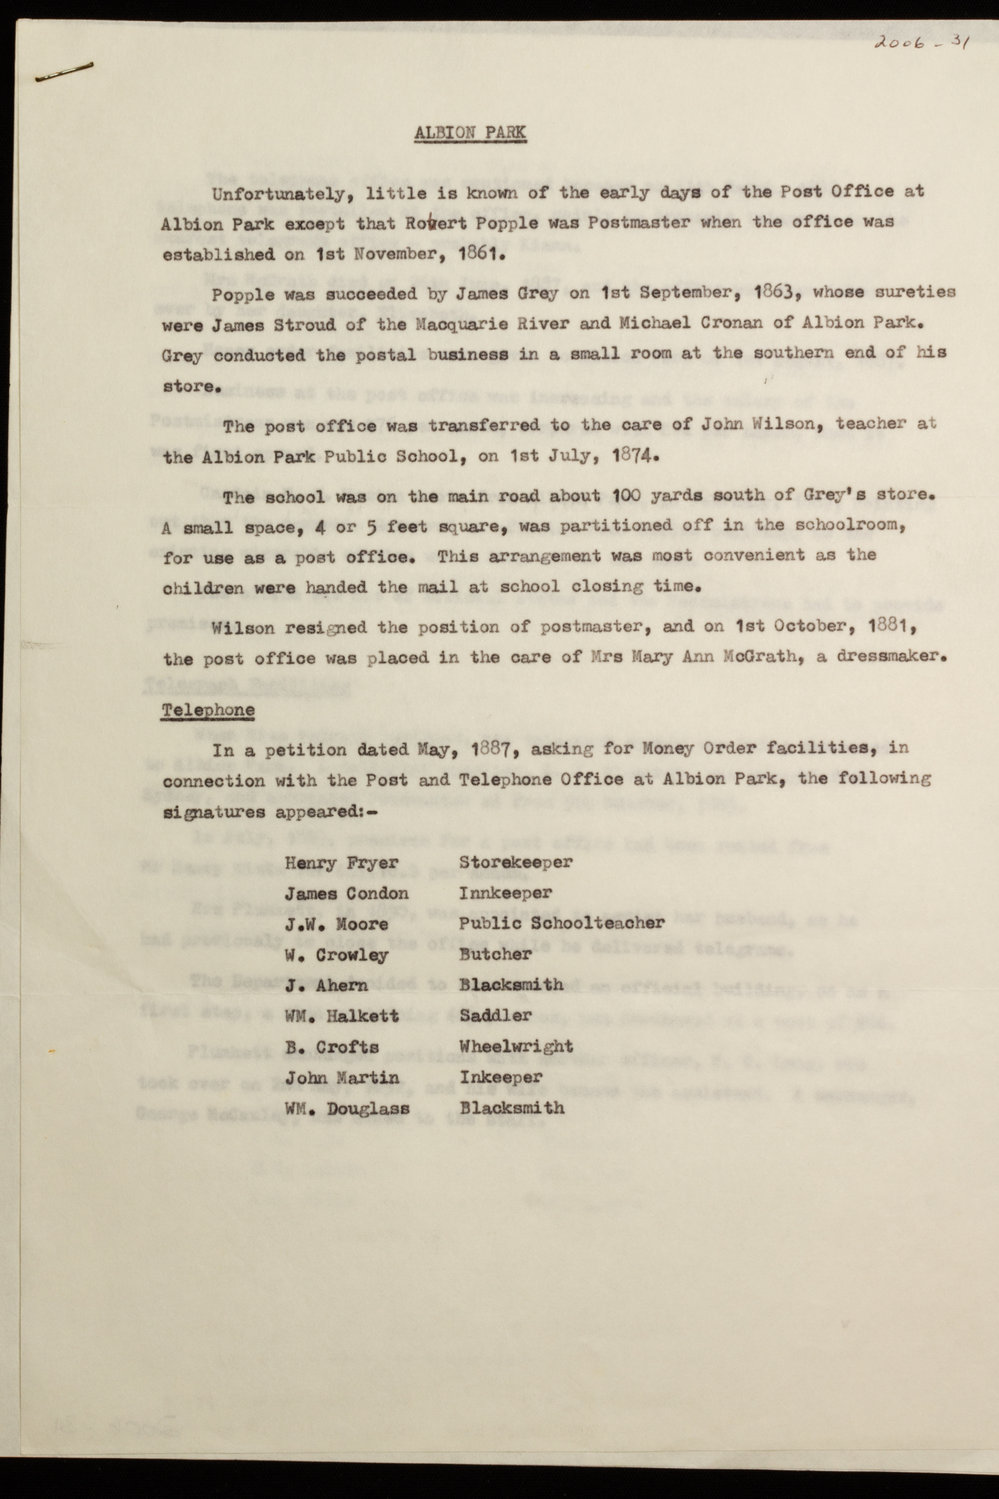 2006 - 31
ALBION PARK
Unfortunately, little is known of the early days of the Post Office at
Albion Park except that Robert Popple was Postmaster when the office was
established on 1st November, 1861.
Popple was succeeded by James Grey on 1st September, 1863, whose sureties
were James Stroud of the Macquarie River and Michael Cronan of Albion Park.
Grey conducted the postal business in a small room at the southern end of his
store.
The post office was transferred to the care of John Wilson, teacher at
the Albion Park Public School, on 1st July, 1874.
The school was on the main road about 100 yards south of Grey's store.
A small space, 4 or 5 feet square, was partitioned off in the schoolroom,
for use as a post office. This arrangement was most convenient as the
children were handed the mail at school closing time.
Wilson resigned the position of postmaster, and on 1st October, 1881,
the post office was placed in the care of Mrs Mary Ann McGrath, a dressmaker.
Telephone
In a petition dated May, 1887, asking for Money Order facilities, in
connection with the Post and Telephone Office at Albion Park, the following
signatures appeared:-
Henry Fryer Storekeeper
James Condon Innkeeper
J.W. Moore Public Schoolteacher
W. Crowley Butcher
J. Ahern Blacksmith
WM. Halkett Saddler
B. Crofts Wheelwright
John Martin Inkeeper
WM. Douglass Blacksmith